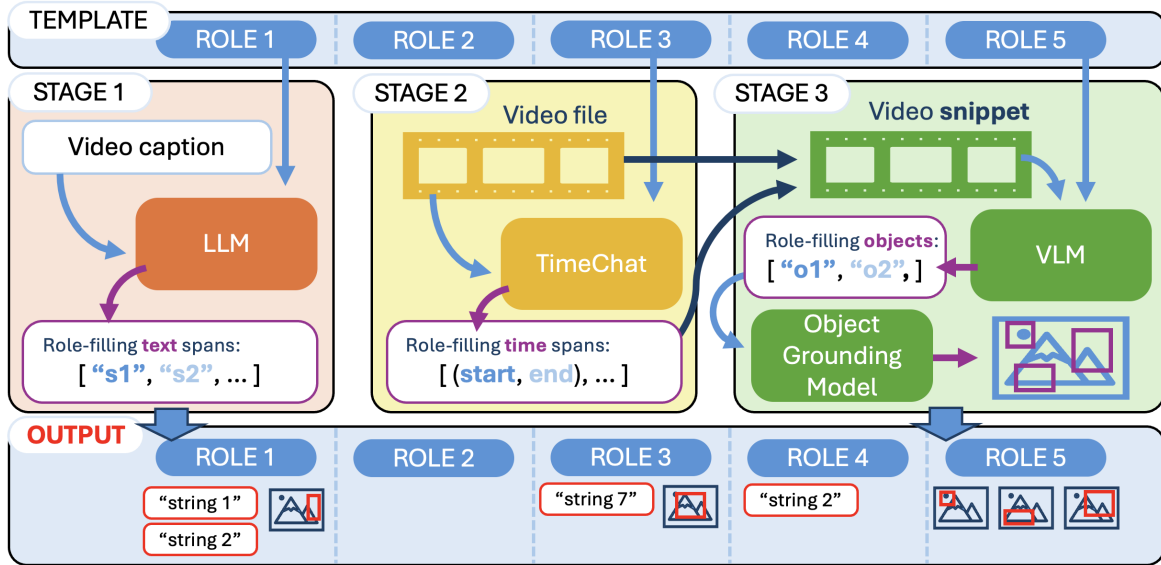 TEMPLATE
ROLE 1
ROLE 2
ROLE 3
ROLE 4
ROLE 5
STAGE 1
Video caption
LLM
Role-filling text spans:
[ “s1”, “s2”, ... ]
STAGE 2
Video file
TimeChat
Role-filling time spans:
[ (start, end), ... ]
STAGE 3
Video snippet
Role-filling objects:
[ “o1”, “o2”, ]
VLM
Object
Grounding
Model
OUTPUT
ROLE 1
“string 1”
“string 2”
ROLE 2
ROLE 3
“string 7”
ROLE 4
“string 2”
ROLE 5